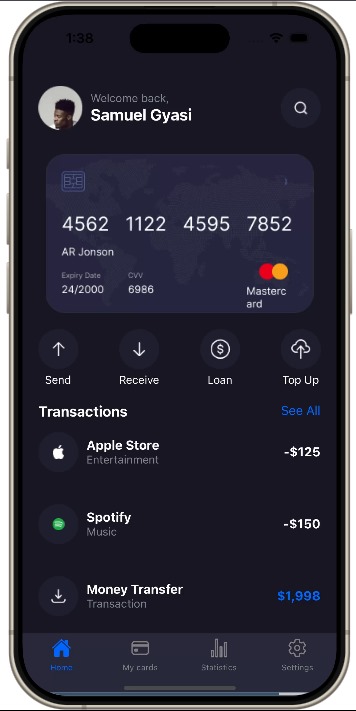 1:38
Welcome back,
Samuel Gyasi
4562 1122 4595 7852
AR Jonson
Expiry Date CVV
24/2000 6986
Masterc
ard
Send Receive Loan Top Up
Transactions See All
Apple Store
Entertainment
-$125
Spotify
Music
-$150
Money Transfer
Transaction
$1,998
Home My cards Statistics Settings